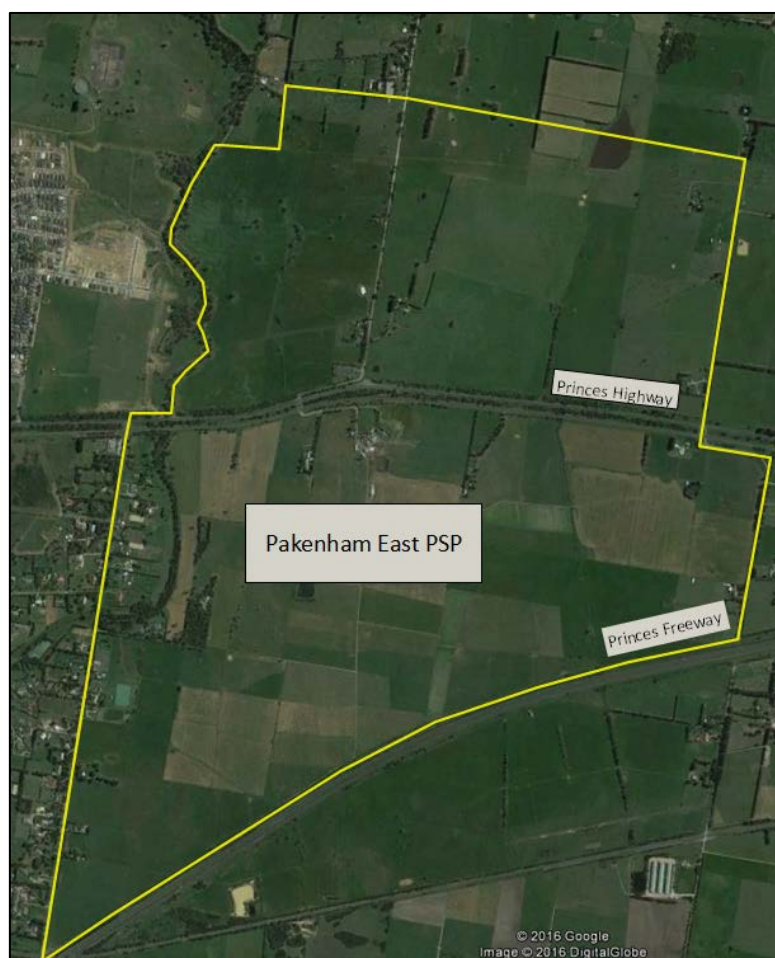 Princes Highway
Pakenham East PSP
Princes Freeway
© 2016 Google
Image © 2016 DigitalGlobe